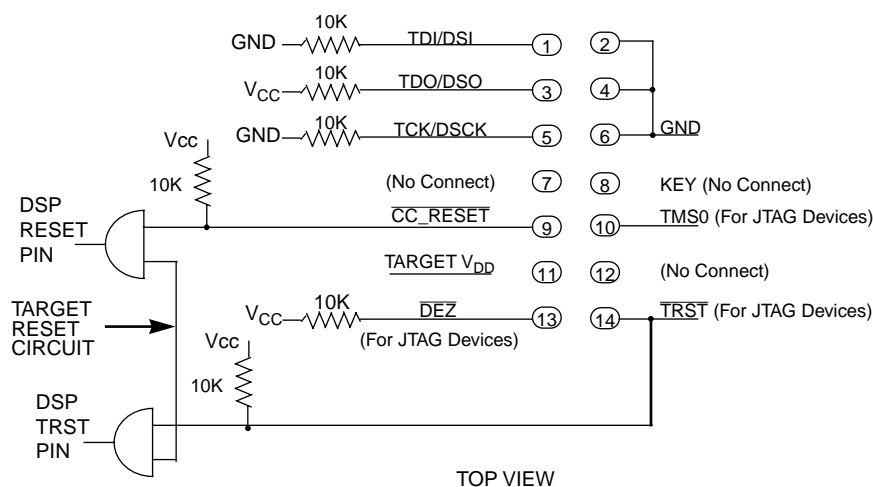 10K
GND TDI/DSI 1 2
10K
VCC TDO/DSO 3 4
10K
GND TCK/DSCK 5 6 GND
Vcc
10K
(No Connect) 7 8 KEY (No Connect)
DSP
RESET
PIN
CC_RESET 9 10 TMS0 (For JTAG Devices)
TARGET VDD 11 12 (No Connect)
TARGET
RESET
CIRCUIT
10K
VCC DEZ 13 14 TRST (For JTAG Devices)
(For JTAG Devices)
Vcc
10K
DSP
TRST
PIN
TOP VIEW